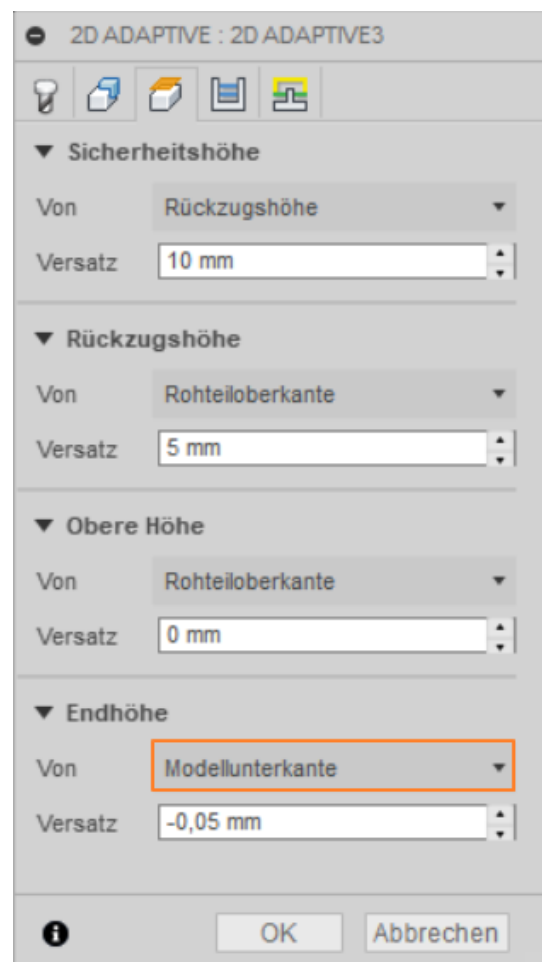 2D ADAPTIVE : 2D ADAPTIVE3
Sicherheitshöhe
Von Rückzugshöhe
Versatz 10 mm
Rückzugshöhe
Von Rohteiloberkante
Versatz 5 mm
Obere Höhe
Von Rohteiloberkante
Versatz 0 mm
Endhöhe
Von Modellunterkante
Versatz -0,05 mm
OK Abbrechen